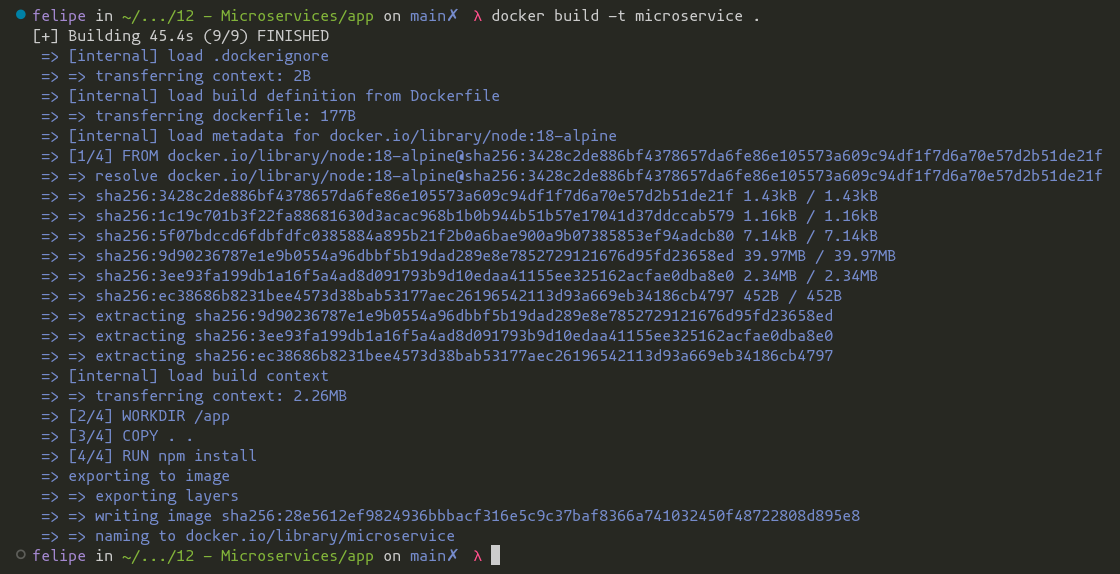 felipe in ~/.../12 - Microservices/app on main✗ λ docker build -t microservice .
[+] Building 45.4s (9/9) FINISHED
=> [internal] load .dockerignore
=> => transferring context: 2B
=> [internal] load build definition from Dockerfile
=> => transferring dockerfile: 177B
=> [internal] load metadata for docker.io/library/node:18-alpine
=> [1/4] FROM docker.io/library/node:18-alpine@sha256:3428c2de886bf4378657da6fe86e105573a609c94df1f7d6a70e57d2b51de21f
=> => resolve docker.io/library/node:18-alpine@sha256:3428c2de886bf4378657da6fe86e105573a609c94df1f7d6a70e57d2b51de21f
=> => sha256:3428c2de886bf4378657da6fe86e105573a609c94df1f7d6a70e57d2b51de21f 1.43kB / 1.43kB
=> => sha256:1c19c701b3f22fa88681630d3acac968b1b0b944b51b57e17041d37ddccab579 1.16kB / 1.16kB
=> => sha256:5f07bdccd6fdbfdfc0385884a895b21f2b0a6bae900a9b07385853ef94adcb80 7.14kB / 7.14kB
=> => sha256:9d90236787e1e9b0554a96dbbf5b19dad289e8e7852729121676d95fd23658ed 39.97MB / 39.97MB
=> => sha256:3ee93fa199db1a16f5a4ad8d091793b9d10edaa41155ee325162acfae0dba8e0 2.34MB / 2.34MB
=> => sha256:ec38686b8231bee4573d38bab53177aec26196542113d93a669eb34186cb4797 452B / 452B
=> => extracting sha256:9d90236787e1e9b0554a96dbbf5b19dad289e8e7852729121676d95fd23658ed
=> => extracting sha256:3ee93fa199db1a16f5a4ad8d091793b9d10edaa41155ee325162acfae0dba8e0
=> => extracting sha256:ec38686b8231bee4573d38bab53177aec26196542113d93a669eb34186cb4797
=> [internal] load build context
=> => transferring context: 2.26MB
=> [2/4] WORKDIR /app
=> [3/4] COPY . .
=> [4/4] RUN npm install
=> exporting to image
=> => exporting layers
=> => writing image sha256:28e5612ef9824936bbbacf316e5c9c37baf8366a741032450f48722808d895e8
=> => naming to docker.io/library/microservice
felipe in ~/.../12 - Microservices/app on main✗ λ